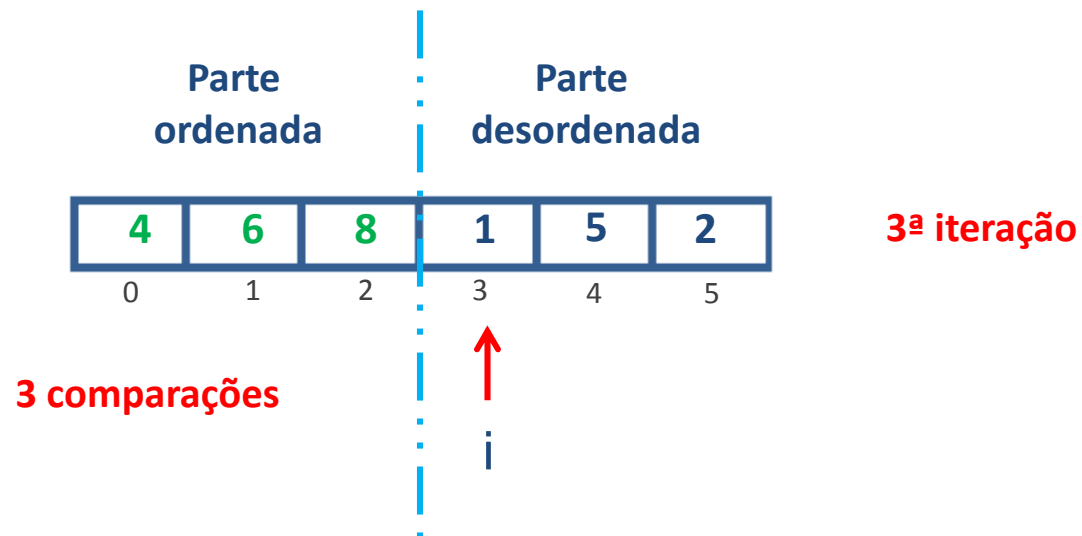 Parte
ordenada
Parte
desordenada
4 6 8 1 5 2
3ª iteração
0 1 2 3 4 5
3 comparações
i